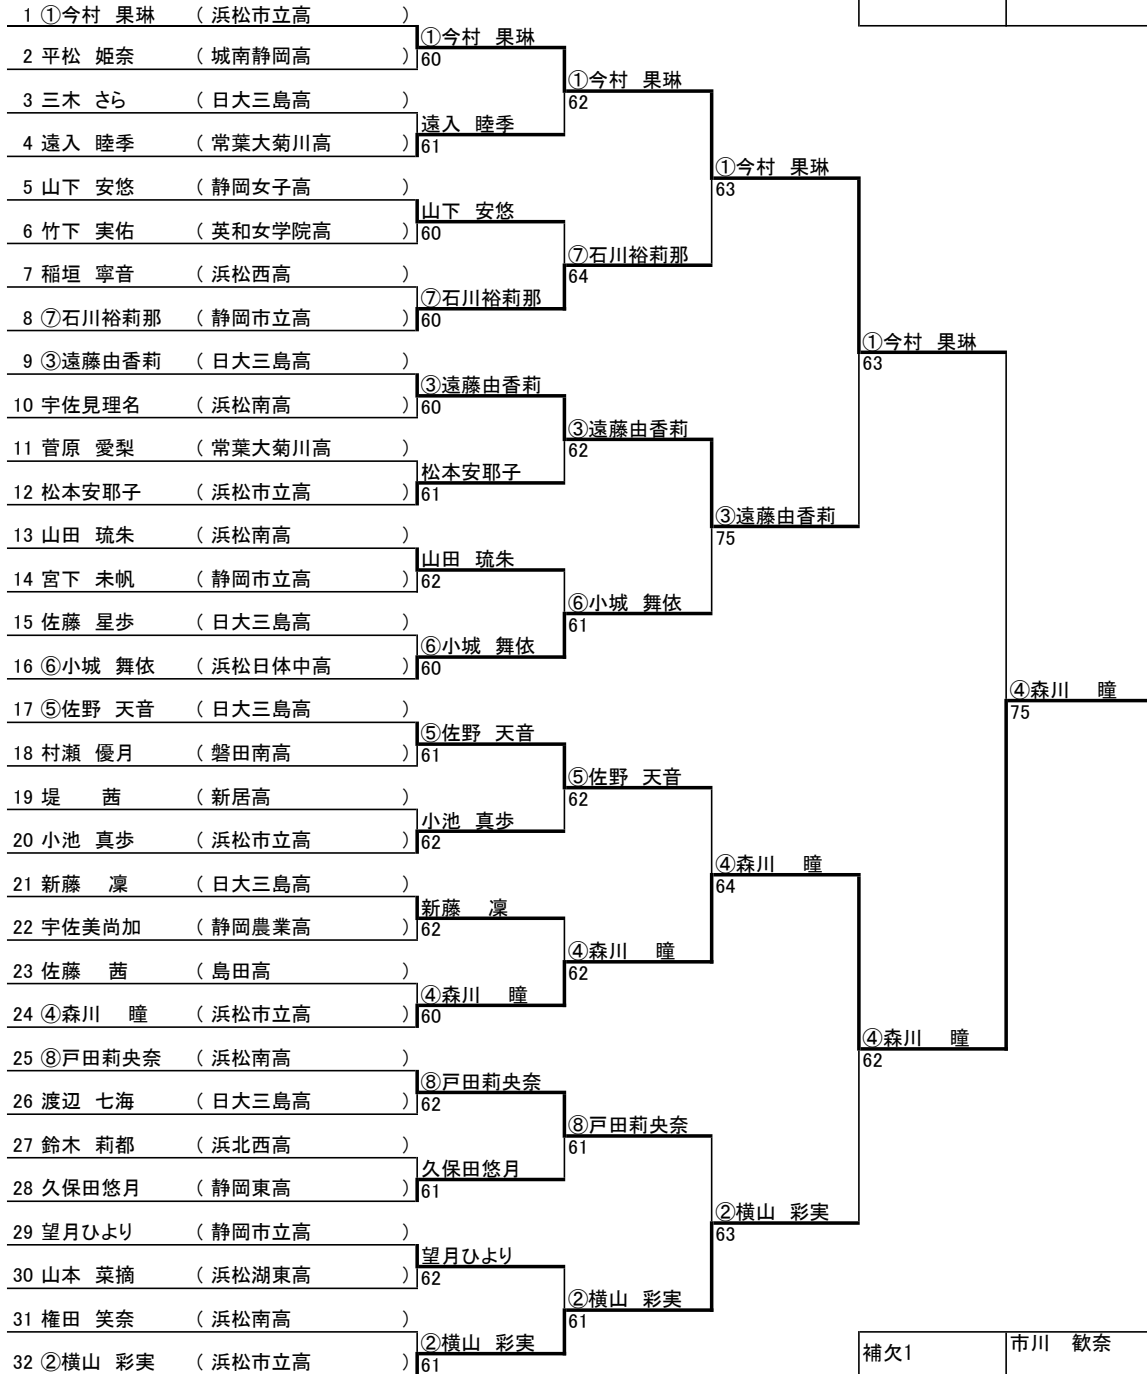 1 ①今村 果琳 ( 浜松市立高 )
2 平松 姫奈 ( 城南静岡高 )
3 三木 さら ( 日大三島高 )
4 遠入 睦季 ( 常葉大菊川高 )
5 山下 安悠 ( 静岡女子高 )
6 竹下 実佑 ( 英和女学院高 )
7 稲垣 寧音 ( 浜松西高 )
8 ⑦石川裕莉那 ( 静岡市立高 )
9 ③遠藤由香莉 ( 日大三島高 )
10 宇佐見理名 ( 浜松南高 )
11 菅原 愛梨 ( 常葉大菊川高 )
12 松本安耶子 ( 浜松市立高 )
13 山田 琉朱 ( 浜松南高 )
14 宮下 未帆 ( 静岡市立高 )
15 佐藤 星歩 ( 日大三島高 )
16 ⑥小城 舞依 ( 浜松日体中高 )
17 ⑤佐野 天音 ( 日大三島高 )
18 村瀬 優月 ( 磐田南高 )
19 堤 茜 ( 新居高 )
20 小池 真歩 ( 浜松市立高 )
21 新藤 凜 ( 日大三島高 )
22 宇佐美尚加 ( 静岡農業高 )
23 佐藤 茜 ( 島田高 )
24 ④森川 瞳 ( 浜松市立高 )
25 ⑧戸田莉央奈 ( 浜松南高 )
26 渡辺 七海 ( 日大三島高 )
27 鈴木 莉都 ( 浜北西高 )
28 久保田悠月 ( 静岡東高 )
29 望月ひより ( 静岡市立高 )
30 山本 菜摘 ( 浜松湖東高 )
31 権田 笑奈 ( 浜松南高 )
32 ②横山 彩実 ( 浜松市立高 )
①今村 果琳
60
遠入 睦季
61
山下 安悠
60
⑦石川裕莉那
60
③遠藤由香莉
60
松本安耶子
61
山田 琉朱
62
⑥小城 舞依
60
⑤佐野 天音
61
小池 真歩
62
新藤 凜
62
④森川 瞳
60
⑧戸田莉央奈
62
久保田悠月
61
望月ひより
62
②横山 彩実
61
①今村 果琳
62
⑦石川裕莉那
64
③遠藤由香莉
62
⑥小城 舞依
61
⑤佐野 天音
62
④森川 瞳
62
⑧戸田莉央奈
61
②横山 彩実
61
①今村 果琳
63
③遠藤由香莉
75
④森川 瞳
64
②横山 彩実
63
①今村 果琳
63
④森川 瞳
62
④森川 瞳
75
補欠1 市川 歓奈